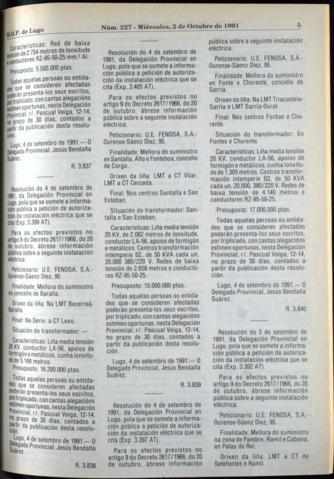 B.O.P. de Lugo
Núm. 227 - Miércoles, 2 de Octubre de 1991
5
Características: Red de baixa
tensión de 2.754 metros de lonxitude
e conductores RZ-95-50-25 mm.² Al.
Presuposto: 5.500.000 ptas.
Todas aquelas persoas ou entida-
des que se consideren afectadas
poderán presenta-los seus escritos,
por triplicado, con cantas alegacións
estimen oportunas, nesta Delegación
Provincial, r/. Pascual Veiga, 12-14,
no prazo de 30 días, contados a
partir da publicación desta resolu-
ción.
Lugo, 4 de setembro de 1991.— O
Delegado Provincial, Jesús Bendaña
Suárez.
R. 3.837
Resolución do 4 de setembro de
1991, da Delegación Provincial en
Lugo, pola que se somete a informa-
ción pública a petición de autoriza-
ción da instalación eléctrica que se
cita (Exp. 3.399 AT).
Para os efectos previstos no
artigo 9 do Decreto 2617/1966, do 20
de outubro, ábrese información
pública sobre a seguinte instalación
eléctrica:
Peticionario: U.E. FENOSA, S.A.-
Ourense-Sáenz Díez, 95.
Finalidade: Mellora do suministro
no concello de Baralla.
Orixen da liña: Na LMT Becerreá-
Baralla.
Final: Na Deriv. a CT Lexo.
Situación do transformador: —
Características: Liña media tensión
20 KV, conductor LA-56, apoios de
formigón e metálicos, cunha lonxitu-
de de 5.168 metros.
Presuposto: 16.200.000 ptas.
Todas aquelas persoas ou entida-
des que se consideren afectadas
poderán presenta-los seus escritos,
por triplicado, con cantas alegacións
estimen oportunas, nesta Delegación
Provincial, r/. Pascual Veiga, 12-14,
no prazo de 30 días, contados a
partir da publicación desta resolu-
ción.
Lugo, 4 de setembro de 1991.— O
Delegado Provincial, Jesús Bendaña
Suárez.
R. 3.838
Resolución do 4 de setembro de
1991, da Delegación Provincial en
Lugo, pola que se somete a informa-
ción pública a petición de autoriza-
ción da instalación eléctrica que se
cita (Exp. 3.405 AT).
Para os efectos previstos no
artigo 9 do Decreto 2617/1966, do 20
de outubro, ábrese información
pública sobre a seguinte instalación
eléctrica:
Peticionario: U.E. FENOSA, S.A.-
Ourense-Sáenz Díez, 95.
Finalidade: Mellora do suministro
en Santalla, Alto e Fonteboa, concello
de Corgo.
Orixen da liña: LMT a CT Vilar,
LMT a CT Cerceda.
Final: Nos centros Santalla e San
Esteban.
Situación do transformador: San-
talla e San Esteban.
Características: Liña media tensión
20 KV, de 2.082 metros de lonxitude,
conductor LA-56, apoios de formigón
e metálicos. Centros transformación
intemperie B2, de 50 KVA cada un,
20.000 380/220 V. Redes de baixa
tensión de 2.658 metros e conducto-
res RZ-95-50-25.
Presuposto: 15.000.000 ptas.
Todas aquelas persoas ou entida-
des que se consideren afectadas
poderán presenta-los seus escritos,
por triplicado, con cantas alegacións
estimen oportunas, nesta Delegación
Provincial, r/. Pascual Veiga, 12-14,
no prazo de 30 días, contados a
partir da publicación desta resolu-
ción.
Lugo, 4 de setembro de 1991.— O
Delegado Provincial, Jesús Bendaña
Suárez.
R. 3.839
Resolución do 4 de setembro de
1991, da Delegación Provincial en
Lugo, pola que se somete a informa-
ción pública a petición de autoriza-
ción da instalación eléctrica que se
cita (Exp. 3.397 AT).
Para os efectos previstos no
artigo 9 do Decreto 2617/1966, do 20
de outubro, ábrese información
pública sobre a seguinte instalación
eléctrica:
Peticionario: U.E. FENOSA, S.A.-
Ourense-Sáenz Díez, 95.
Finalidade: Mellora do suministro
en Fonte e Chorente, concello de
Sarria.
Orixen da liña: Na LMT Triacastela-
Sarria e LMT Sarria-Oural.
Final: Nos centros Fontao e Cho-
rente.
Situación do transformador: En
Fontes e Chorente.
Características: Liña media tensión
20 KV, conductor LA-56, apoios de
formigón e metálicos, cunha lonxitude
de 1.305 metros. Centros transfor-
mación intemperie B2, de 50 KVA
cada un, 20.000, 380/220 V. Redes de
baixa tensión de 4.140 metros e
conductores RZ-95-50-25.
Presuposto: 17.000.000 ptas.
Todas aquelas persoas ou entida-
des que se consideren afectadas
poderán presenta-los seus escritos,
por triplicado, con cantas alegacións
estimen oportunas, nesta Delegación
Provincial, r/. Pascual Veiga, 12-14,
no prazo de 30 días, contados a
partir da publicación desta resolución.
Lugo, 4 de setembro de 1991.— O
Delegado Provincial, Jesús Bendaña
Suárez.
R. 3.840
Resolución do 5 de setembro de
1991, da Delegación Provincial en
Lugo, pola que se somete a informa-
ción pública a petición de autoriza-
ción da instalación eléctrica que se
cita (Exp. 3.392 AT).
Para os efectos previstos no
artigo 9 do Decreto 2617/1966, do 20
de outubro, ábrese información
pública sobre a seguinte instalación
eléctrica:
Peticionario: U.E. FENOSA, S.A.-
Ourense-Sáenz Díez, 95.
Finalidade: Mellora do suministro
na zona de Pambre, Ramil e Cabana,
en Palas de Rei.
Orixen da liña: LMT a CT de
Setefontes e Ramil.